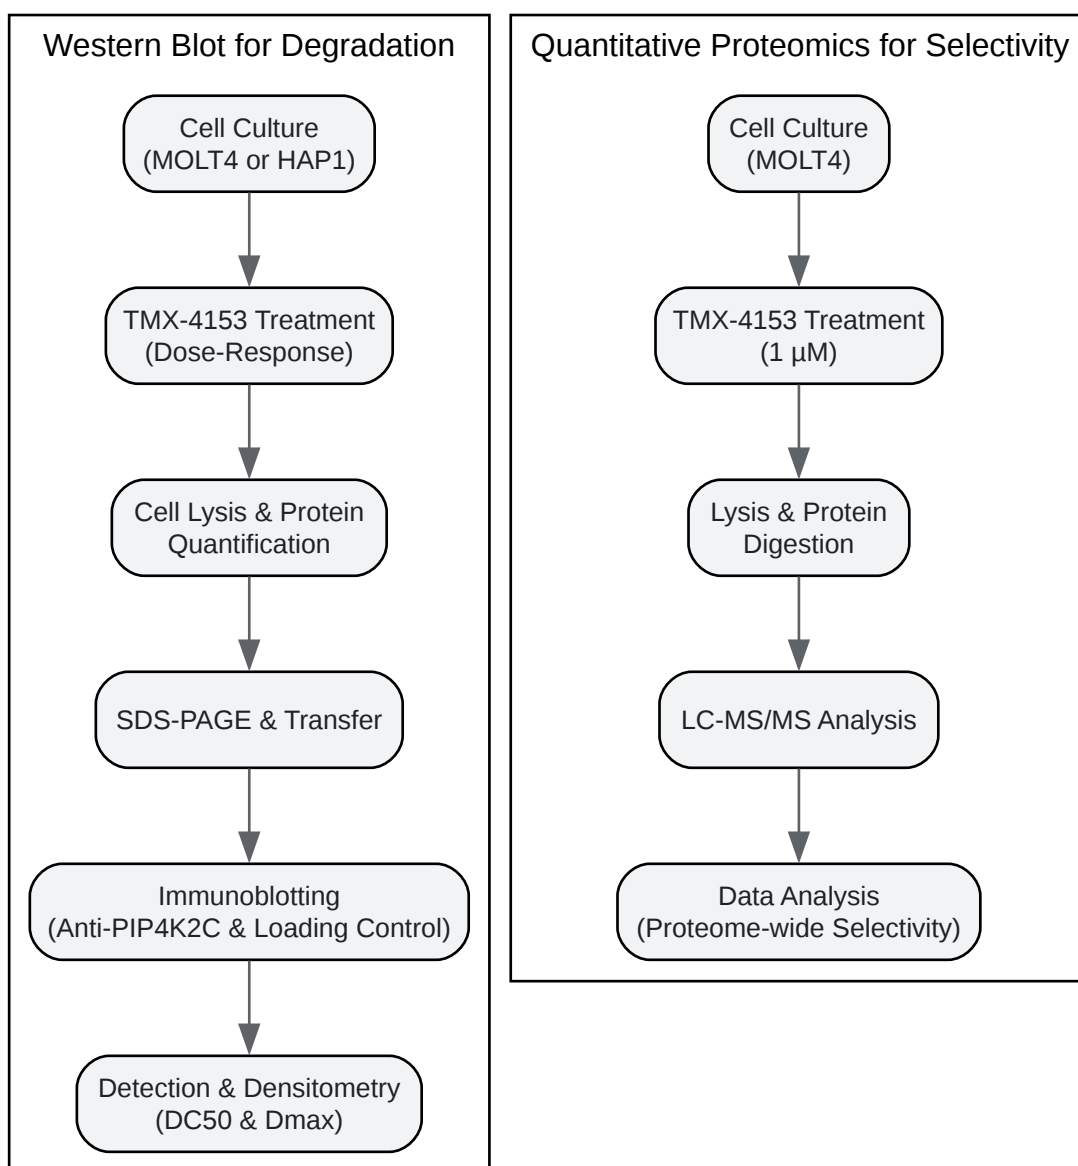 Western Blot for Degradation
Cell Culture
(MOLT4 or HAP1)
TMX-4153 Treatment
(Dose-Response)
Cell Lysis & Protein
Quantification
SDS-PAGE & Transfer
Immunoblotting
(Anti-PIP4K2C & Loading Control)
Detection & Densitometry
(DC50 & Dmax)
Quantitative Proteomics for Selectivity
Cell Culture
(MOLT4)
TMX-4153 Treatment
(1 µM)
Lysis & Protein
Digestion
LC-MS/MS Analysis
Data Analysis
(Proteome-wide Selectivity)